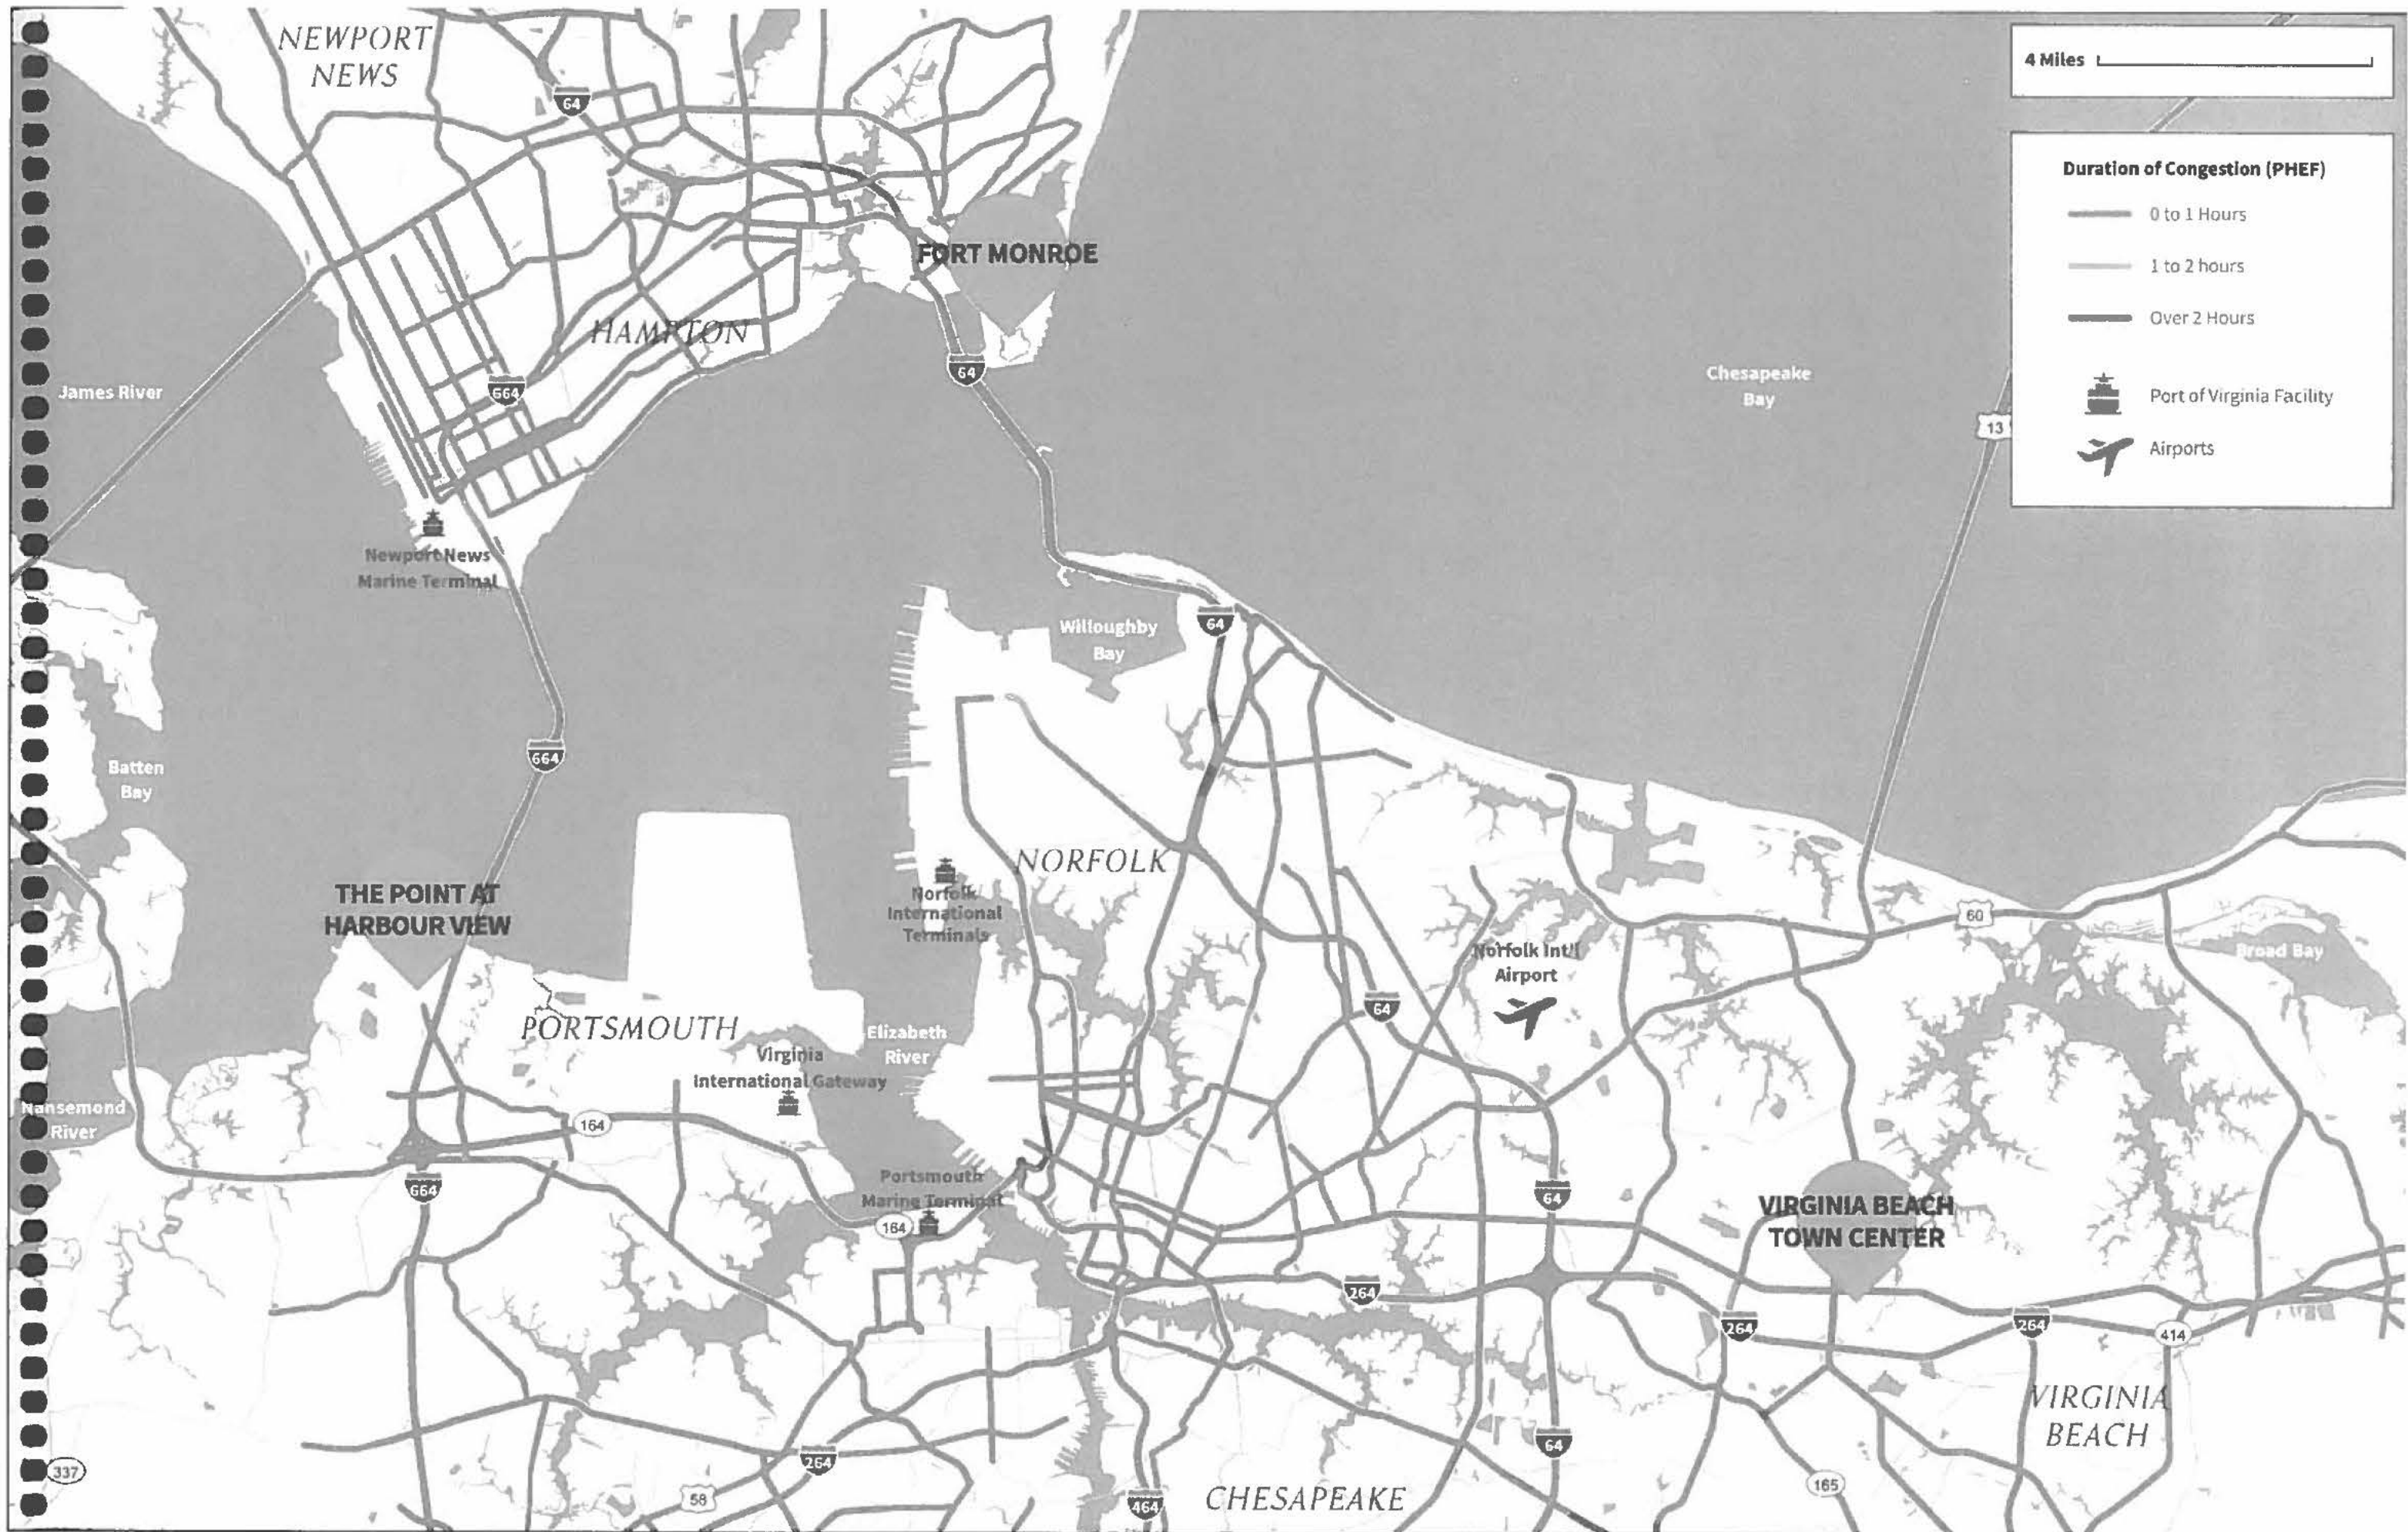 NEWPORT
NEWS
64
4 Miles
Duration of Congestion (PHEF)
0 to 1 Hours
1 to 2 hours
Over 2 Hours
Port of Virginia Facility
Airports
FORT MONROE
HAMPTON
64
James River
664
Chesapeake
Bay
13
Newport News
Marine Terminal
Willoughby
Bay
64
664
Batten
Bay
THE POINT AT
HARBOUR VIEW
NORFOLK
Norfolk
International
Terminals
60
Norfolk Int'l
Airport
Broad Bay
64
PORTSMOUTH
Elizabeth
River
Virginia
International Gateway
Nansemond
River
164
664
Portsmouth
Marine Terminal
164
64
VIRGINIA BEACH
TOWN CENTER
264
264
264
414
VIRGINIA
BEACH
337
264
58
464
CHESAPEAKE
64
165